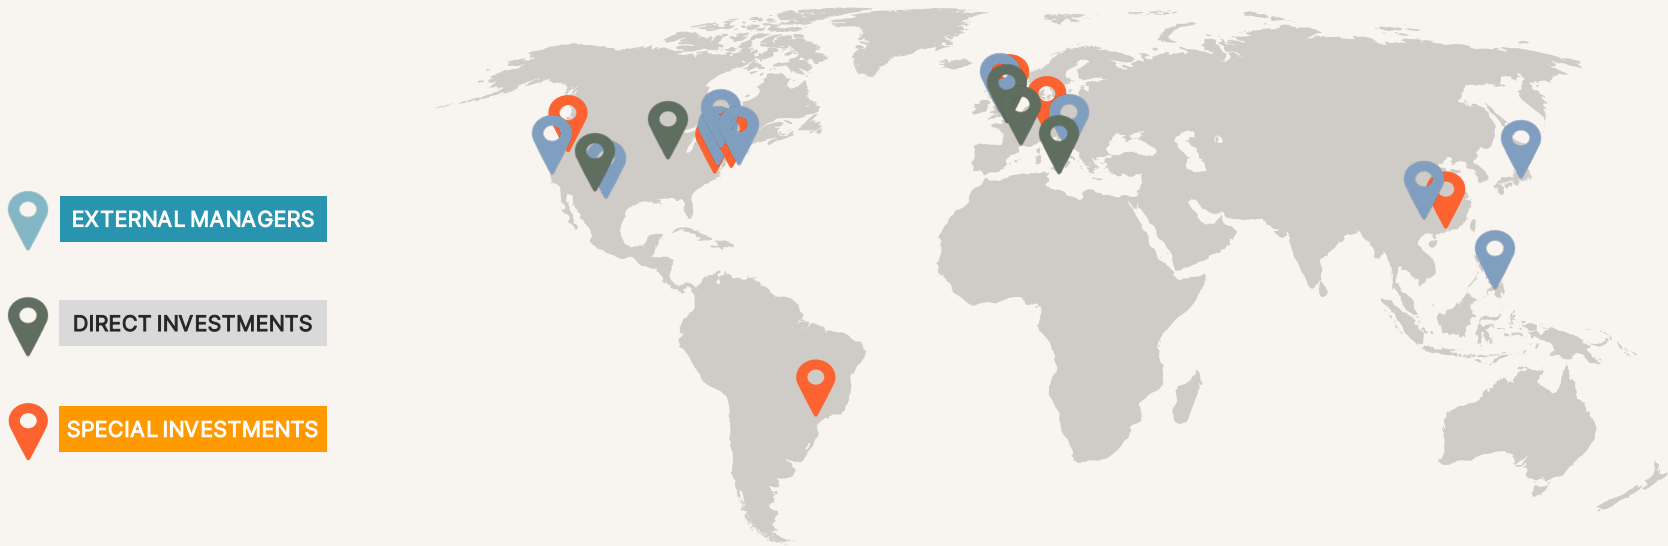 EXTERNAL MANAGERS
DIRECT INVESTMENTS
SPECIAL INVESTMENTS